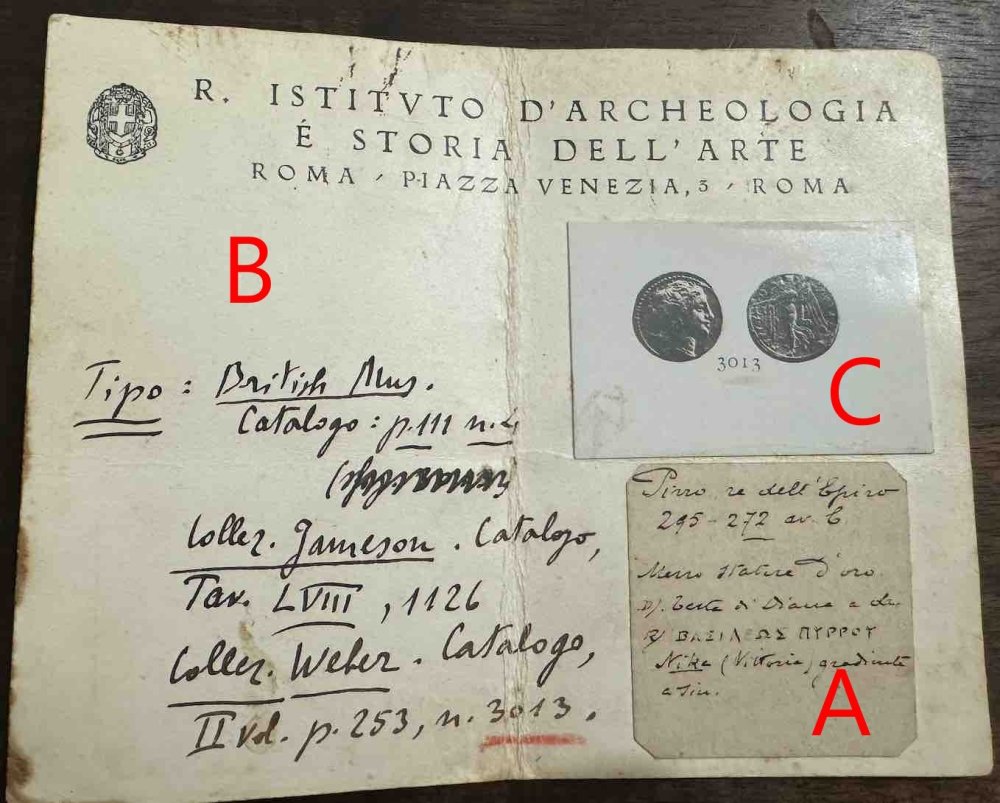 R. ISTITVTO D'ARCHEOLOGIA
É STORIA DELL'ARTE
ROMA / PIAZZA VENEZIA, 3 / ROMA
B
Tipo: British Mus.
Catalogo: p. 111 n. 4
Collez. Jameson. Catalogo,
Tav. LVIII, 1126
Collez. Weber. Catalogo,
II vol. p. 253, n. 3013.
3013
C
Pirro re dell'Epiro
295-272 av. C
Mezzo statere d'oro
D/. Testa di Diana a de.
R/ ΒΑΣΙΛΕΩΣ ΠΥΡΡΟΥ
Nike (Vittoria) gradiente
a sin.
A